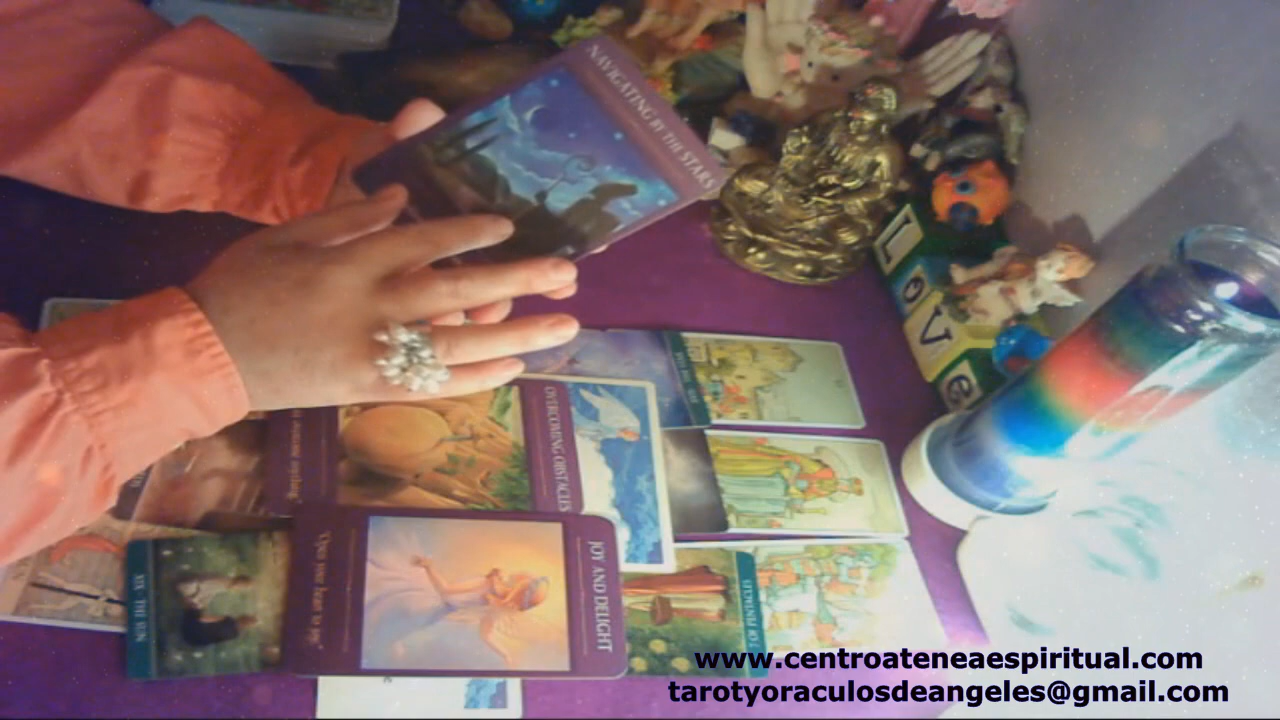 NAVIGATING BY THE STARS
L
O
V
e
OVERCOMING OBSTACLES
JOY AND DELIGHT
"Open your heart to joy"
XIX · THE SUN
OF PENTACLES
www.centroateneaespiritual.com
tarotyoraculosdeangeles@gmail.com